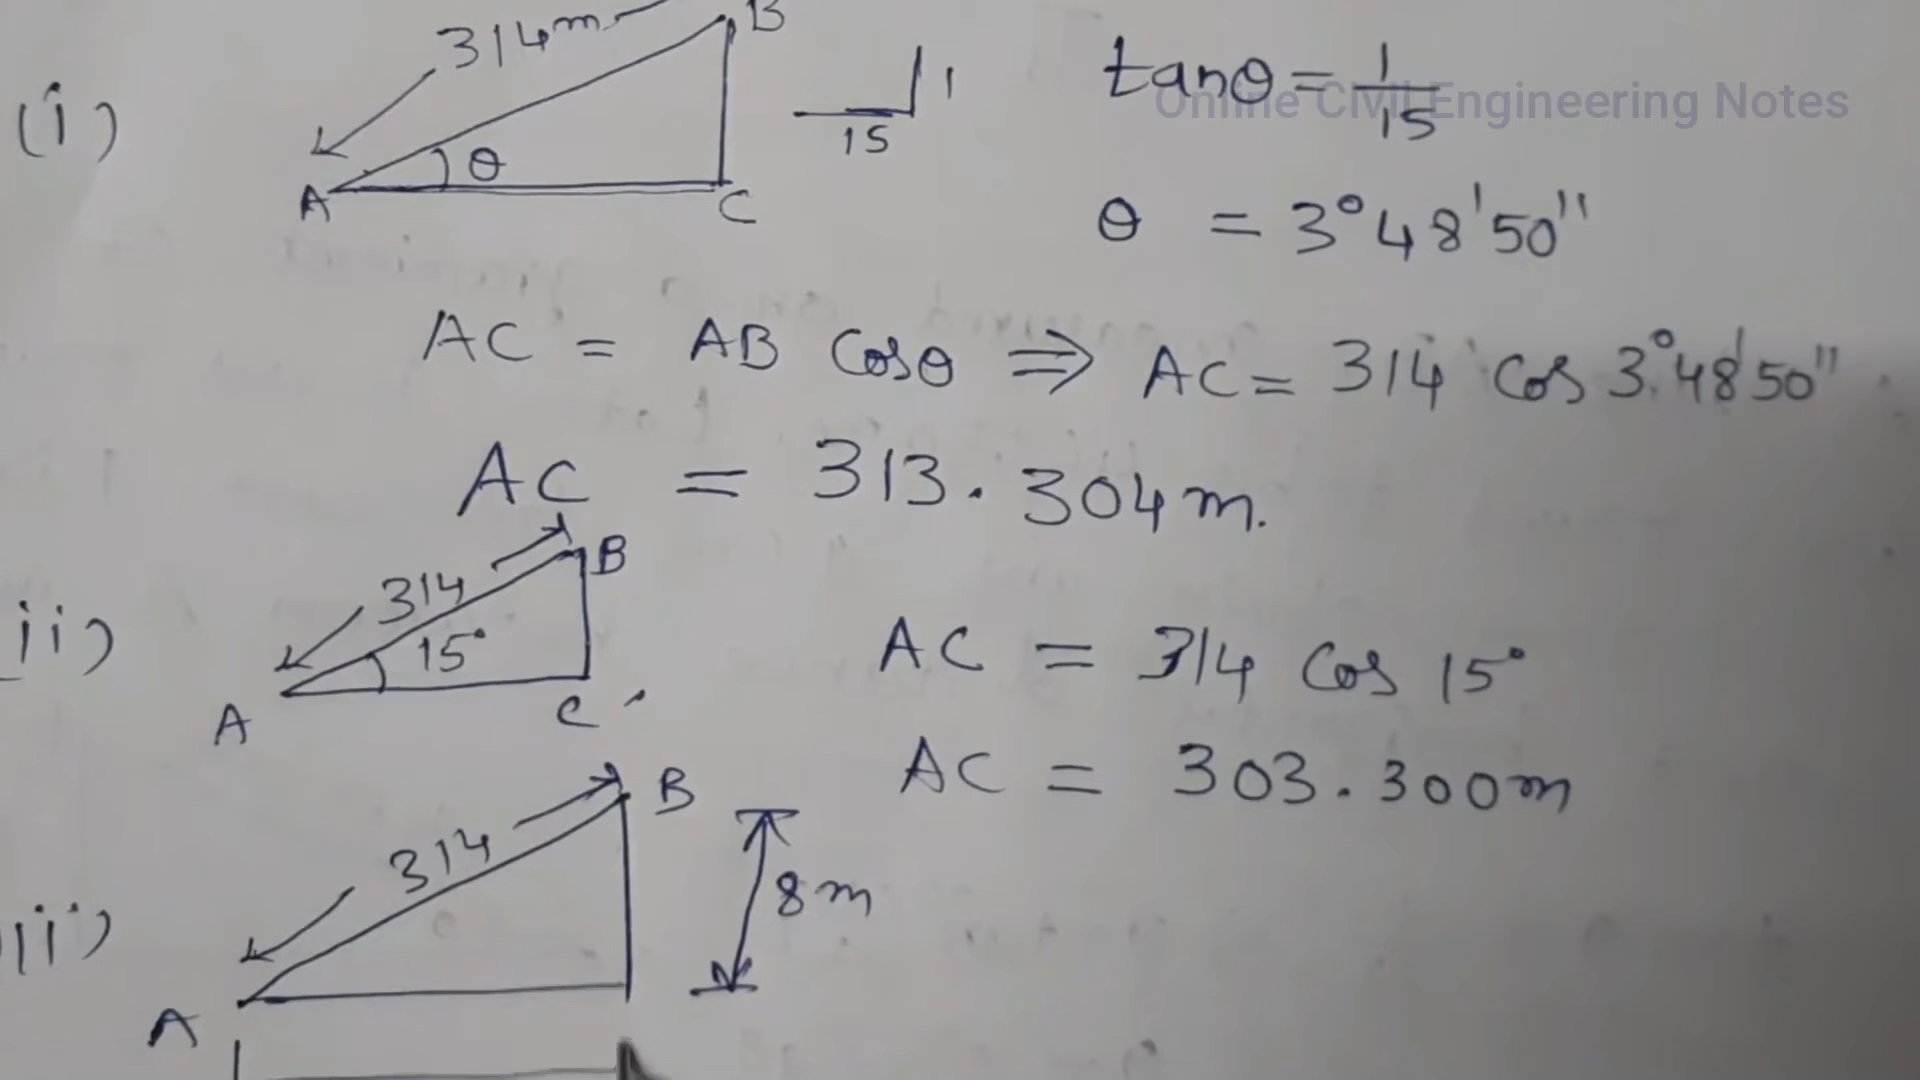 (i) 314m B 1 15 A θ C
tanθ = 1/15
Online Civil Engineering Notes
θ = 3°48'50"
AC = AB Cosθ ⇒ AC = 314 Cos 3°48'50"
AC = 313.304m.
ii) 314 B 15° A C
AC = 314 Cos 15°
AC = 303.300m
iii) 314 B 8m A